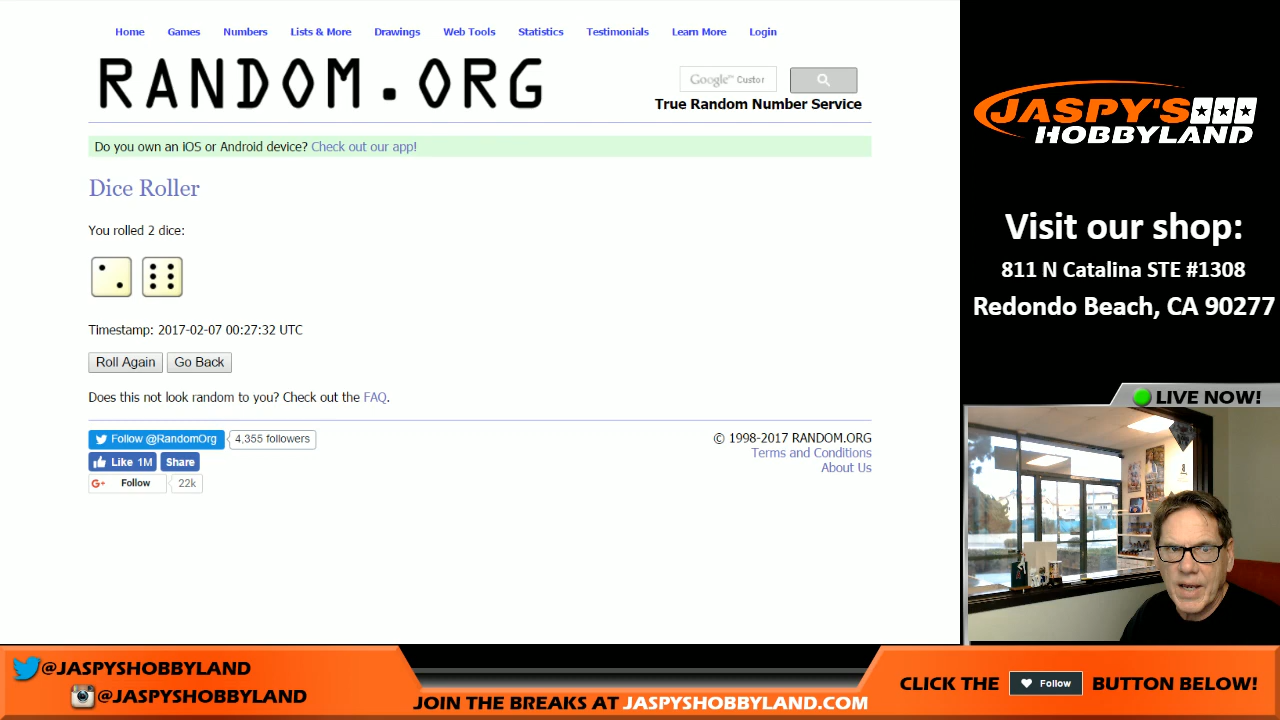 Home Games Numbers Lists & More Drawings Web Tools Statistics Testimonials Learn More Login
RANDOM.ORG
Google™ Custor
True Random Number Service
Do you own an iOS or Android device? Check out our app!
Dice Roller
You rolled 2 dice:
Timestamp: 2017-02-07 00:27:32 UTC
Roll Again Go Back
Does this not look random to you? Check out the FAQ.
Follow @RandomOrg 4,355 followers
Like 1M Share
G+ Follow 22k
© 1998-2017 RANDOM.ORG
Terms and Conditions
About Us
JASPY'S
HOBBYLAND
Visit our shop:
811 N Catalina STE #1308
Redondo Beach, CA 90277
LIVE NOW!
@JASPYSHOBBYLAND
@JASPYSHOBBYLAND
JOIN THE BREAKS AT JASPYSHOBBYLAND.COM
CLICK THE Follow BUTTON BELOW!